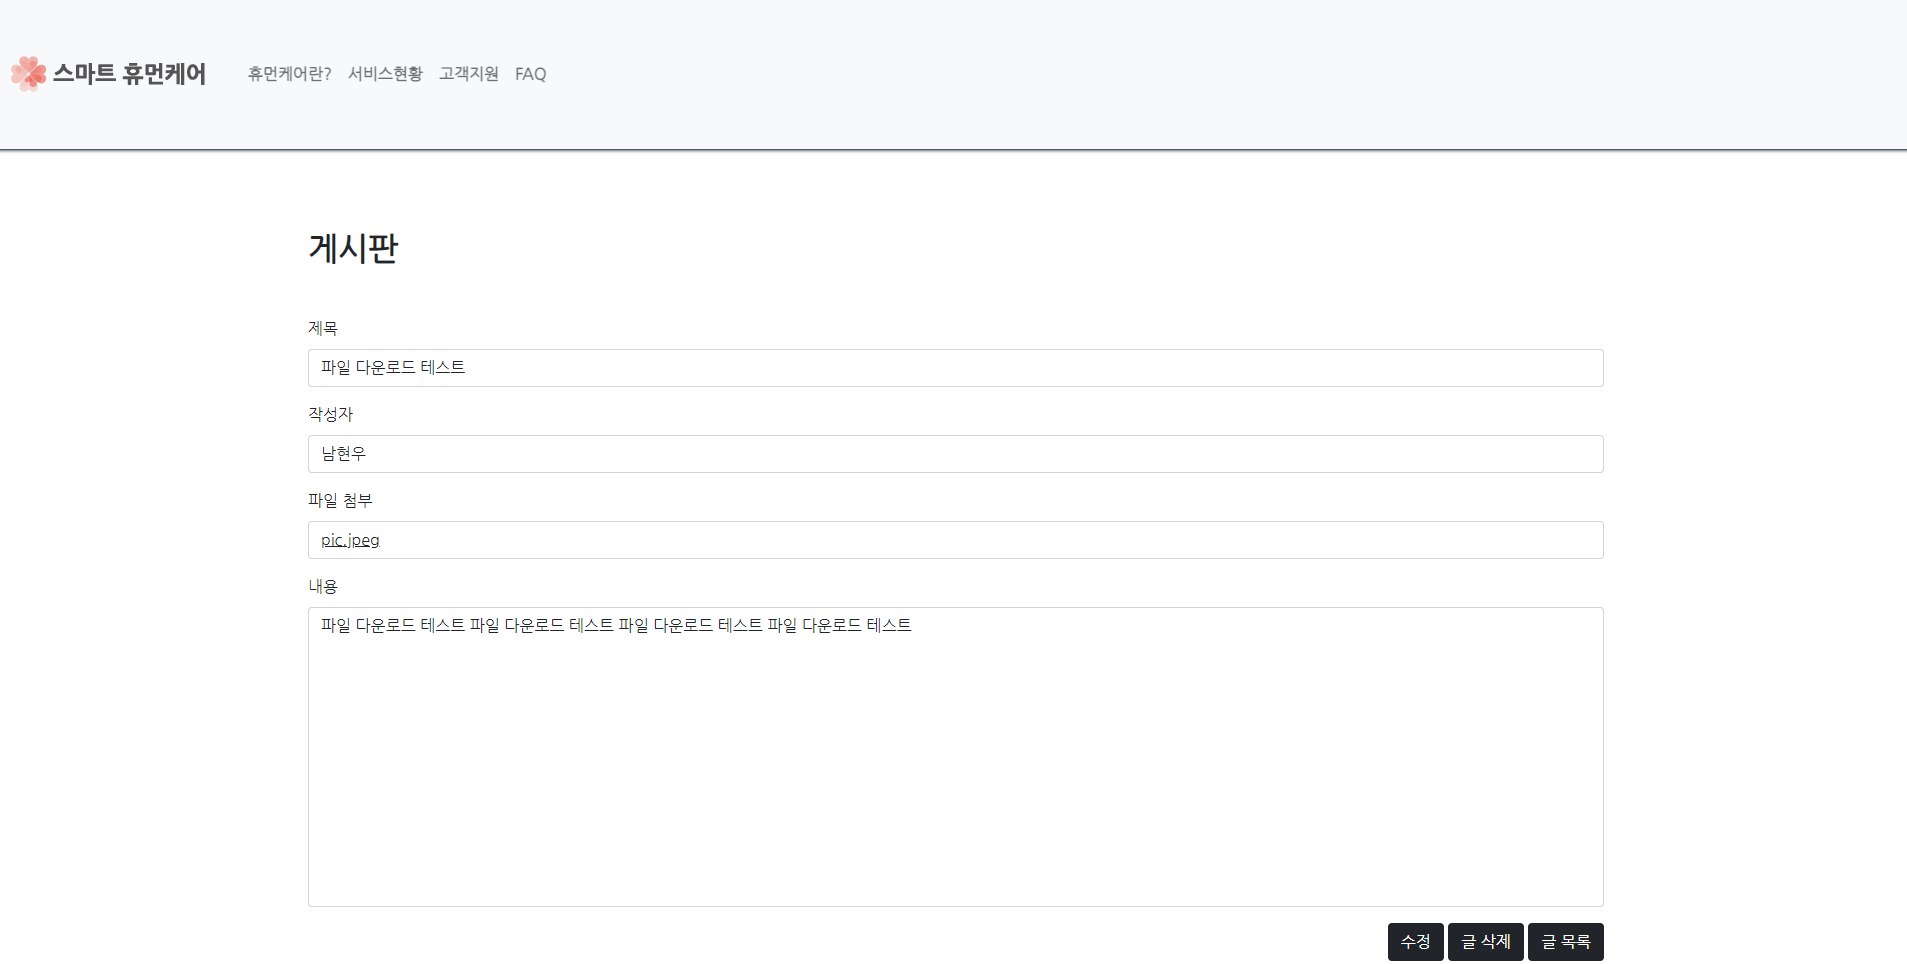 스마트 휴먼케어 휴먼케어란? 서비스현황 고객지원 FAQ
게시판
제목
파일 다운로드 테스트
작성자
남현우
파일 첨부
pic.jpeg
내용
파일 다운로드 테스트 파일 다운로드 테스트 파일 다운로드 테스트 파일 다운로드 테스트
수정 글 삭제 글 목록